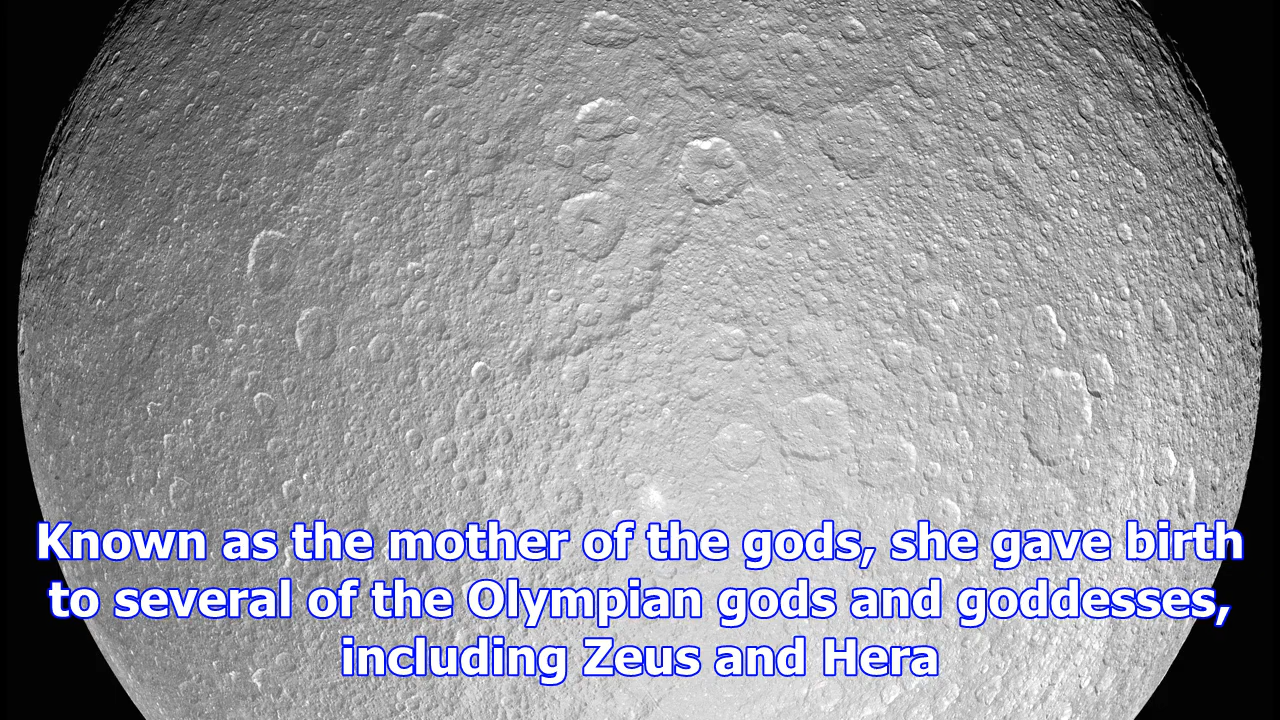 Known as the mother of the gods, she gave birth
to several of the Olympian gods and goddesses,
including Zeus and Hera